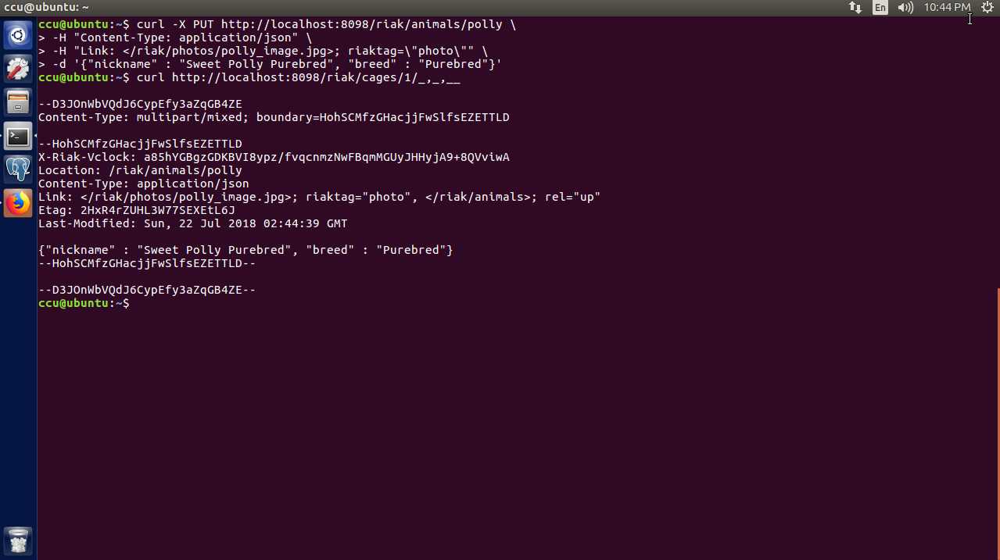 ccu@ubuntu: ~
En
10:44 PM
ccu@ubuntu:~$ curl -X PUT http://localhost:8098/riak/animals/polly \
> -H "Content-Type: application/json" \
> -H "Link: </riak/photos/polly_image.jpg>; riaktag=\"photo\"" \
> -d '{"nickname" : "Sweet Polly Purebred", "breed" : "Purebred"}'
ccu@ubuntu:~$ curl http://localhost:8098/riak/cages/1/_,_,__
--D3JOnWbVQdJ6CypEfy3aZqGB4ZE
Content-Type: multipart/mixed; boundary=HohSCMfzGHacjjFwSlfsEZETTLD
--HohSCMfzGHacjjFwSlfsEZETTLD
X-Riak-Vclock: a85hYGBgzGDKBVI8ypz/fvqcnmzNwFBqmMGUyJHHyjA9+8QVviwA
Location: /riak/animals/polly
Content-Type: application/json
Link: </riak/photos/polly_image.jpg>; riaktag="photo", </riak/animals>; rel="up"
Etag: 2HxR4rZUHL3W77SEXEtL6J
Last-Modified: Sun, 22 Jul 2018 02:44:39 GMT
{"nickname" : "Sweet Polly Purebred", "breed" : "Purebred"}
--HohSCMfzGHacjjFwSlfsEZETTLD--
--D3JOnWbVQdJ6CypEfy3aZqGB4ZE--
ccu@ubuntu:~$